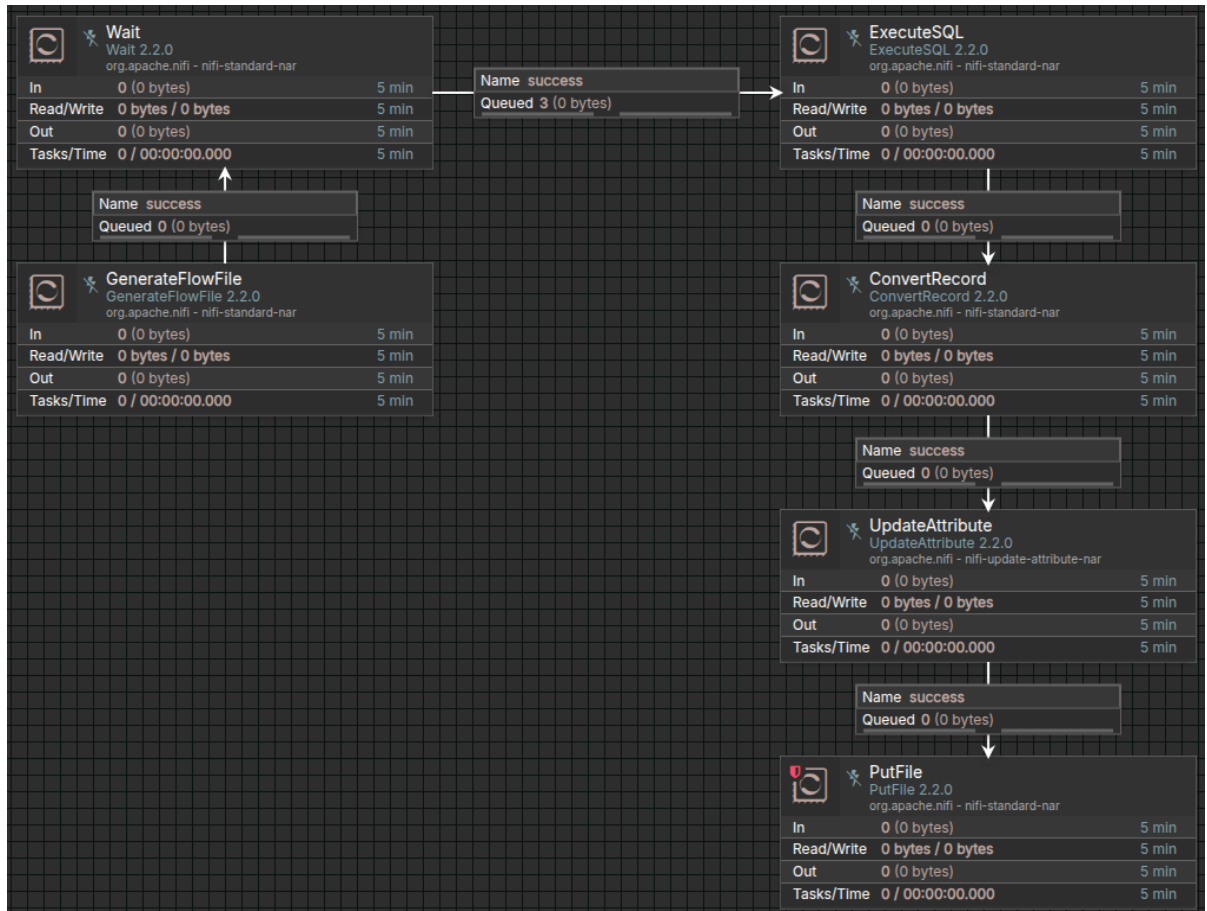 Wait
Wait 2.2.0
org.apache.nifi - nifi-standard-nar
In 0 (0 bytes) 5 min
Read/Write 0 bytes / 0 bytes 5 min
Out 0 (0 bytes) 5 min
Tasks/Time 0 / 00:00:00.000 5 min
Name success
Queued 0 (0 bytes)
GenerateFlowFile
GenerateFlowFile 2.2.0
org.apache.nifi - nifi-standard-nar
In 0 (0 bytes) 5 min
Read/Write 0 bytes / 0 bytes 5 min
Out 0 (0 bytes) 5 min
Tasks/Time 0 / 00:00:00.000 5 min
Name success
Queued 3 (0 bytes)
ExecuteSQL
ExecuteSQL 2.2.0
org.apache.nifi - nifi-standard-nar
In 0 (0 bytes) 5 min
Read/Write 0 bytes / 0 bytes 5 min
Out 0 (0 bytes) 5 min
Tasks/Time 0 / 00:00:00.000 5 min
Name success
Queued 0 (0 bytes)
ConvertRecord
ConvertRecord 2.2.0
org.apache.nifi - nifi-standard-nar
In 0 (0 bytes) 5 min
Read/Write 0 bytes / 0 bytes 5 min
Out 0 (0 bytes) 5 min
Tasks/Time 0 / 00:00:00.000 5 min
Name success
Queued 0 (0 bytes)
UpdateAttribute
UpdateAttribute 2.2.0
org.apache.nifi - nifi-update-attribute-nar
In 0 (0 bytes) 5 min
Read/Write 0 bytes / 0 bytes 5 min
Out 0 (0 bytes) 5 min
Tasks/Time 0 / 00:00:00.000 5 min
Name success
Queued 0 (0 bytes)
PutFile
PutFile 2.2.0
org.apache.nifi - nifi-standard-nar
In 0 (0 bytes) 5 min
Read/Write 0 bytes / 0 bytes 5 min
Out 0 (0 bytes) 5 min
Tasks/Time 0 / 00:00:00.000 5 min